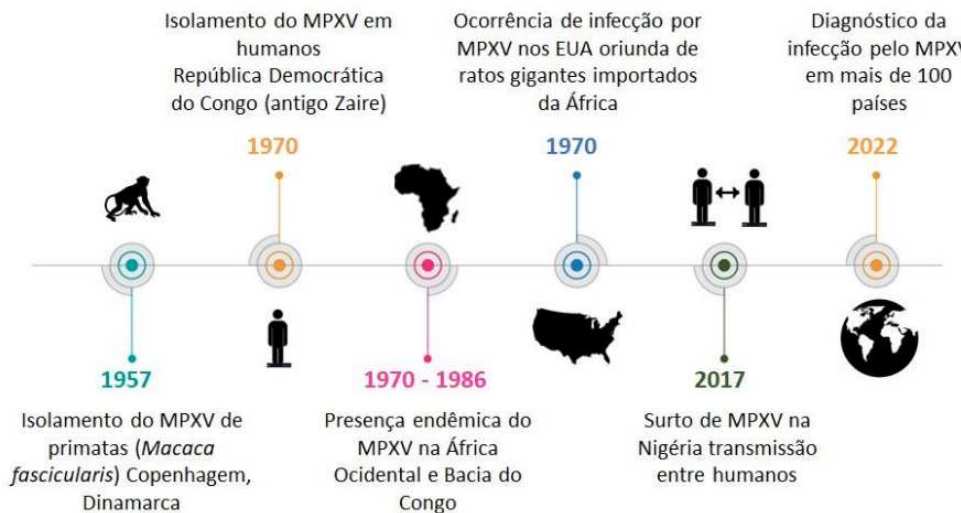 Isolamento do MPXV em
humanos
República Democrática
do Congo (antigo Zaire)
1970
Ocorrência de infecção por
MPXV nos EUA oriunda de
ratos gigantes importados
da África
1970
Diagnóstico da
infecção pelo MPXV
em mais de 100
países
2022
1957
Isolamento do MPXV de
primatas (Macaca
fascicularis) Copenhagem,
Dinamarca
1970 - 1986
Presença endêmica do
MPXV na África
Ocidental e Bacia do
Congo
2017
Surto de MPXV na
Nigéria transmissão
entre humanos